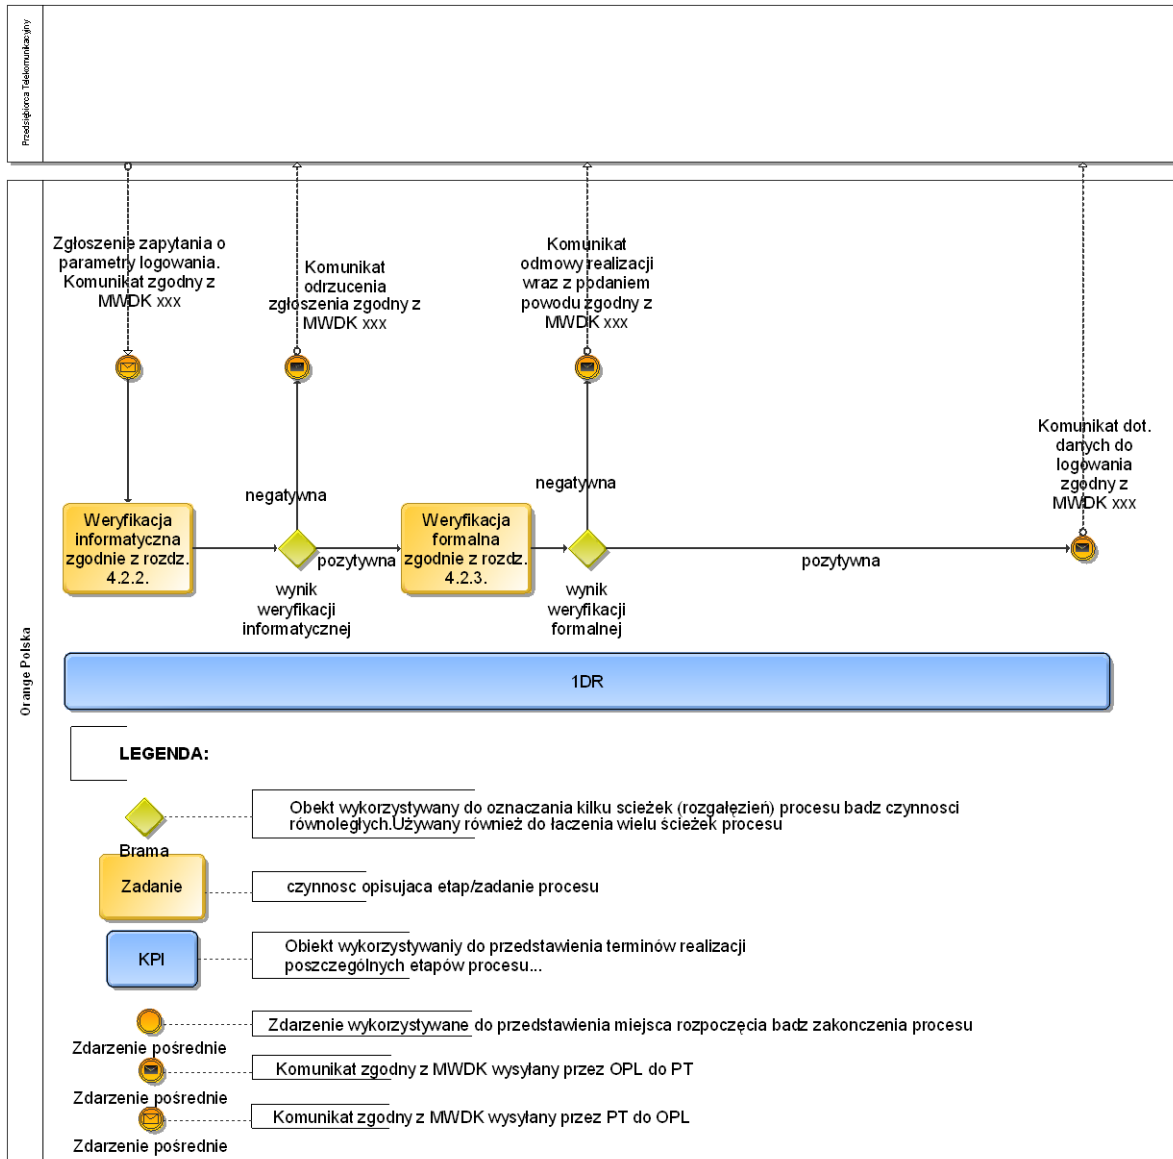 Przedsiębiorca Telekomunikacyjny
Orange Polska
Zgłoszenie zapytania o
parametry logowania.
Komunikat zgodny z
MWDK xxx
Komunikat
odrzucenia
zgłoszenia zgodny z
MWDK xxx
Komunikat
odmowy realizacji
wraz z podaniem
powodu zgodny z
MWDK xxx
Komunikat dot.
danych do
logowania
zgodny z
MWDK xxx
negatywna
negatywna
Weryfikacja
informatyczna
zgodnie z rozdz.
4.2.2.
pozytywna
Weryfikacja
formalna
zgodnie z rozdz.
4.2.3.
pozytywna
wynik
weryfikacji
informatycznej
wynik
weryfikacji
formalnej
1DR
LEGENDA:
Obekt wykorzystywany do oznaczania kilku scieżek (rozgałęzień) procesu badz czynnosci
równoległych.Używany również do łaczenia wielu ścieżek procesu
Brama
Zadanie
czynnosc opisujaca etap/zadanie procesu
KPI
Obiekt wykorzystywaniy do przedstawienia terminów realizacji
poszczególnych etapów procesu...
Zdarzenie wykorzystywane do przedstawienia miejsca rozpoczęcia badz zakonczenia procesu
Zdarzenie pośrednie
Komunikat zgodny z MWDK wysyłany przez OPL do PT
Zdarzenie pośrednie
Komunikat zgodny z MWDK wysyłany przez PT do OPL
Zdarzenie pośrednie